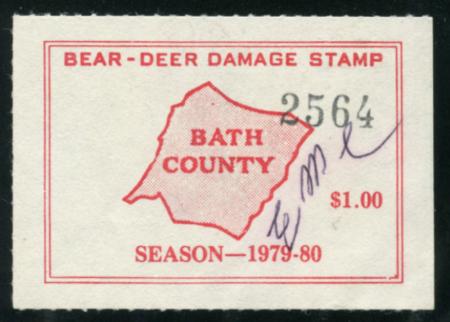 BEAR - DEER DAMAGE STAMP
2564
BATH
COUNTY
$1.00
SEASON—1979-80